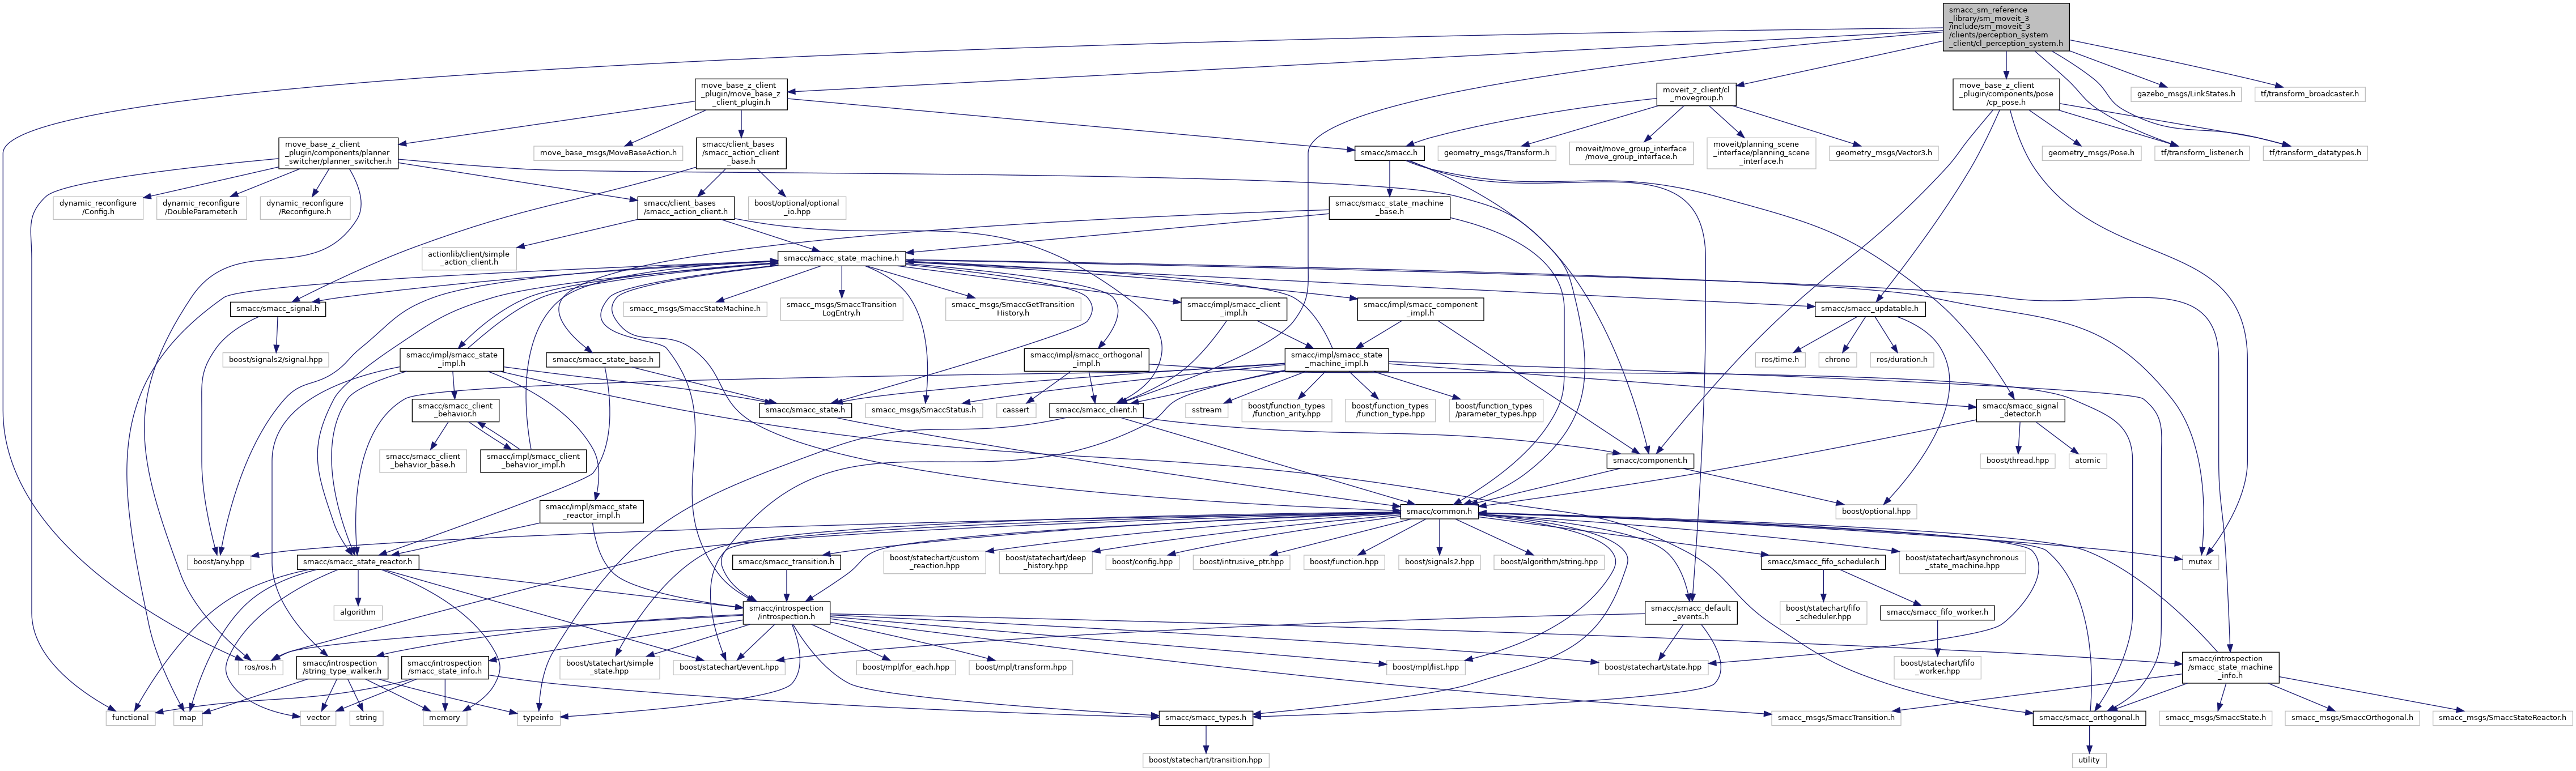 smacc_sm_reference
_library/sm_moveit_3
/include/sm_moveit_3
/clients/perception_system
_client/cl_perception_system.h
move_base_z_client
_plugin/move_base_z
_client_plugin.h
moveit_z_client/cl
_movegroup.h
move_base_z_client
_plugin/components/pose
/cp_pose.h
gazebo_msgs/LinkStates.h
tf/transform_broadcaster.h
move_base_z_client
_plugin/components/planner
_switcher/planner_switcher.h
move_base_msgs/MoveBaseAction.h
smacc/client_bases
/smacc_action_client
_base.h
smacc/smacc.h
geometry_msgs/Transform.h
moveit/move_group_interface
/move_group_interface.h
moveit/planning_scene
_interface/planning_scene
_interface.h
geometry_msgs/Vector3.h
geometry_msgs/Pose.h
tf/transform_listener.h
tf/transform_datatypes.h
dynamic_reconfigure
/Config.h
dynamic_reconfigure
/DoubleParameter.h
dynamic_reconfigure
/Reconfigure.h
smacc/client_bases
/smacc_action_client.h
boost/optional/optional
_io.hpp
smacc/smacc_state_machine
_base.h
actionlib/client/simple
_action_client.h
smacc/smacc_state_machine.h
smacc/smacc_signal.h
smacc_msgs/SmaccStateMachine.h
smacc_msgs/SmaccTransition
LogEntry.h
smacc_msgs/SmaccGetTransition
History.h
smacc/impl/smacc_client
_impl.h
smacc/impl/smacc_component
_impl.h
smacc/smacc_updatable.h
boost/signals2/signal.hpp
smacc/impl/smacc_state
_impl.h
smacc/smacc_state_base.h
smacc/impl/smacc_orthogonal
_impl.h
smacc/impl/smacc_state
_machine_impl.h
ros/time.h
chrono
ros/duration.h
smacc/smacc_client
_behavior.h
smacc/smacc_state.h
smacc_msgs/SmaccStatus.h
cassert
smacc/smacc_client.h
sstream
boost/function_types
/function_arity.hpp
boost/function_types
/function_type.hpp
boost/function_types
/parameter_types.hpp
smacc/smacc_signal
_detector.h
smacc/smacc_client
_behavior_base.h
smacc/impl/smacc_client
_behavior_impl.h
smacc/component.h
boost/thread.hpp
atomic
smacc/impl/smacc_state
_reactor_impl.h
smacc/common.h
boost/optional.hpp
boost/any.hpp
smacc/smacc_state_reactor.h
smacc/smacc_transition.h
boost/statechart/custom
_reaction.hpp
boost/statechart/deep
_history.hpp
boost/config.hpp
boost/intrusive_ptr.hpp
boost/function.hpp
boost/signals2.hpp
boost/algorithm/string.hpp
smacc/smacc_fifo_scheduler.h
boost/statechart/asynchronous
_state_machine.hpp
mutex
algorithm
smacc/introspection
/introspection.h
smacc/smacc_default
_events.h
boost/statechart/fifo
_scheduler.hpp
smacc/smacc_fifo_worker.h
ros/ros.h
smacc/introspection
/string_type_walker.h
smacc/introspection
/smacc_state_info.h
boost/statechart/simple
_state.hpp
boost/statechart/event.hpp
boost/mpl/for_each.hpp
boost/mpl/transform.hpp
boost/mpl/list.hpp
boost/statechart/state.hpp
boost/statechart/fifo
_worker.hpp
smacc/introspection
/smacc_state_machine
_info.h
functional
map
vector
string
memory
typeinfo
smacc/smacc_types.h
smacc_msgs/SmaccTransition.h
smacc/smacc_orthogonal.h
smacc_msgs/SmaccState.h
smacc_msgs/SmaccOrthogonal.h
smacc_msgs/SmaccStateReactor.h
boost/statechart/transition.hpp
utility